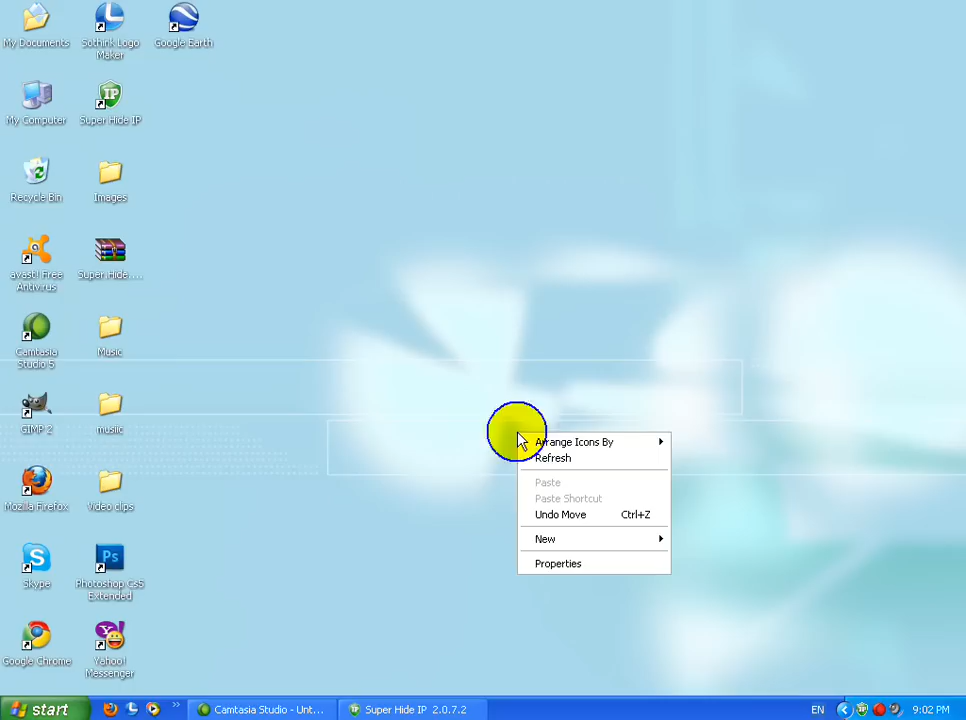 My Documents
Sothink Logo
Maker
Google Earth
My Computer
Super Hide IP
Recycle Bin
Images
avast! Free
Antivirus
Super.Hide....
Camtasia
Studio 5
Music
GIMP 2
musiic
Mozilla Firefox
Video clips
Skype
Photoshop Cs5
Extended
Google Chrome
Yahoo!
Messenger
Arrange Icons By
Refresh
Paste
Paste Shortcut
Undo Move Ctrl+Z
New
Properties
start
Camtasia Studio - Unt...
Super Hide IP 2.0.7.2
EN
9:02 PM